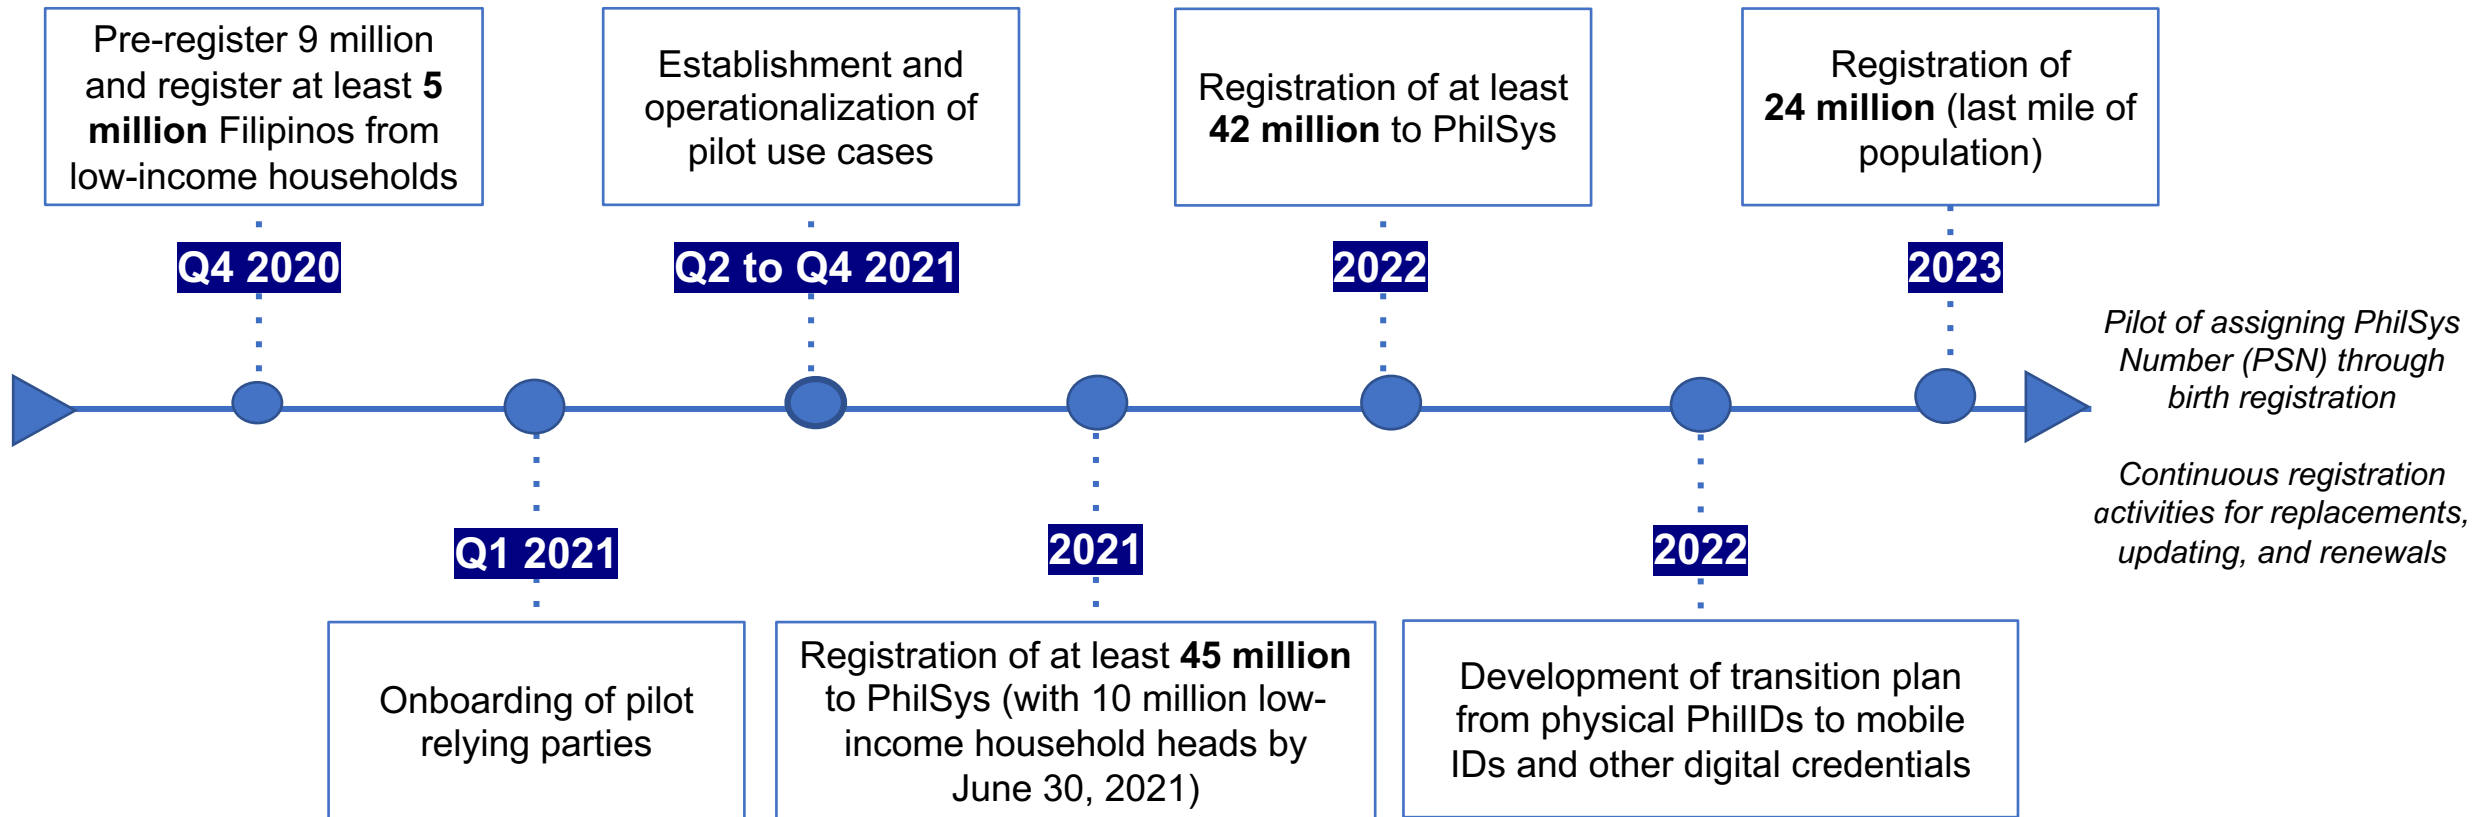 Pre-register 9 million
and register at least 5
million Filipinos from
low-income households
Q4 2020
Onboarding of pilot
relying parties
Q1 2021
Establishment and
operationalization of
pilot use cases
Q2 to Q4 2021
Registration of at least 45 million
to PhilSys (with 10 million low-
income household heads by
June 30, 2021)
2021
Registration of at least
42 million to PhilSys
2022
Development of transition plan
from physical PhilIDs to mobile
IDs and other digital credentials
2022
Registration of
24 million (last mile of
population)
2023
Pilot of assigning PhilSys
Number (PSN) through
birth registration
Continuous registration
activities for replacements,
updating, and renewals